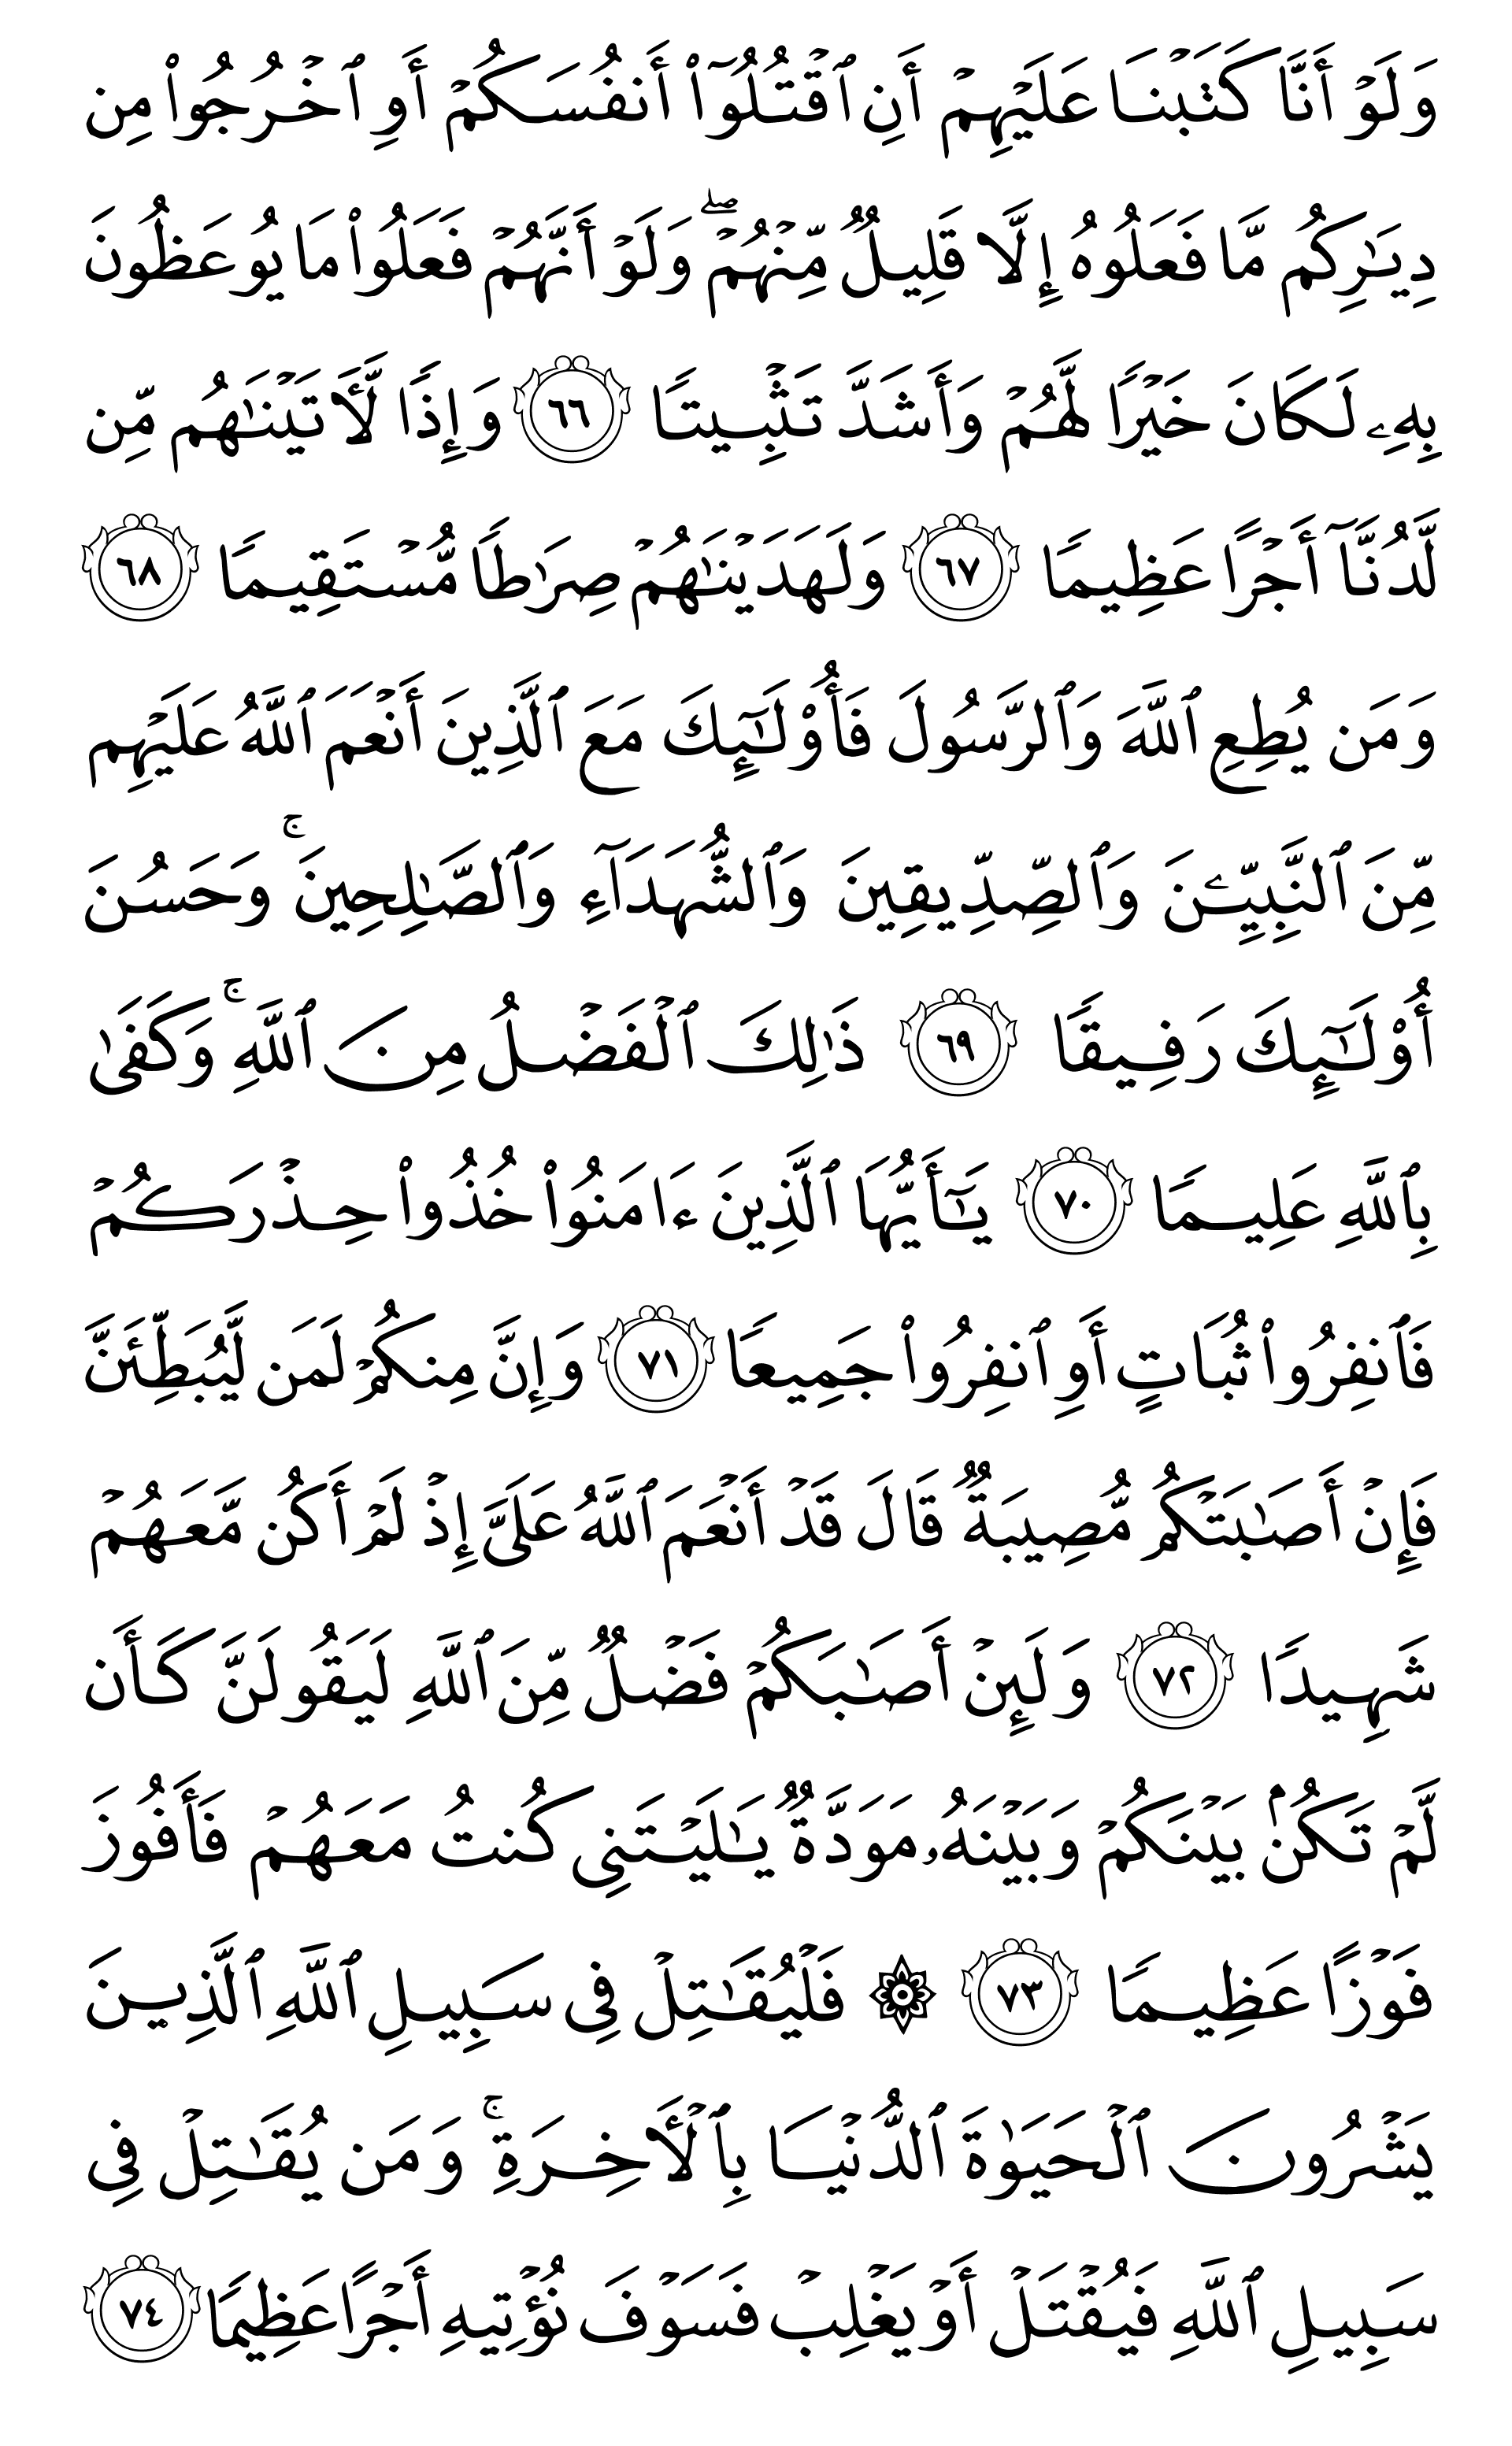 وَلَوْ أَنَّا كَتَبْنَا عَلَيْهِمْ أَنِ ٱقْتُلُوٓا۟ أَنفُسَكُمْ أَوِ ٱخْرُجُوا۟ مِن
دِيَـٰرِكُم مَّا فَعَلُوهُ إِلَّا قَلِيلٌ مِّنْهُمْ ۖ وَلَوْ أَنَّهُمْ فَعَلُوا۟ مَا يُوعَظُونَ
بِهِۦ لَكَانَ خَيْرًا لَّهُمْ وَأَشَدَّ تَثْبِيتًا ٦٦ وَإِذًا لَّـَٔاتَيْنَـٰهُم مِّن
لَّدُنَّآ أَجْرًا عَظِيمًا ٦٧ وَلَهَدَيْنَـٰهُمْ صِرَٰطًا مُّسْتَقِيمًا ٦٨
وَمَن يُطِعِ ٱللَّهَ وَٱلرَّسُولَ فَأُو۟لَـٰٓئِكَ مَعَ ٱلَّذِينَ أَنْعَمَ ٱللَّهُ عَلَيْهِم
مِّنَ ٱلنَّبِيِّـۧنَ وَٱلصِّدِّيقِينَ وَٱلشُّهَدَآءِ وَٱلصَّـٰلِحِينَ ۚ وَحَسُنَ
أُو۟لَـٰٓئِكَ رَفِيقًا ٦٩ ذَٰلِكَ ٱلْفَضْلُ مِنَ ٱللَّهِ ۚ وَكَفَىٰ
بِٱللَّهِ عَلِيمًا ٧٠ يَـٰٓأَيُّهَا ٱلَّذِينَ ءَامَنُوا۟ خُذُوا۟ حِذْرَكُمْ
فَٱنفِرُوا۟ ثُبَاتٍ أَوِ ٱنفِرُوا۟ جَمِيعًا ٧١ وَإِنَّ مِنكُمْ لَمَن لَّيُبَطِّئَنَّ
فَإِنْ أَصَـٰبَتْكُم مُّصِيبَةٌ قَالَ قَدْ أَنْعَمَ ٱللَّهُ عَلَىَّ إِذْ لَمْ أَكُن مَّعَهُمْ
شَهِيدًا ٧٢ وَلَئِنْ أَصَـٰبَكُمْ فَضْلٌ مِّنَ ٱللَّهِ لَيَقُولَنَّ كَأَن
لَّمْ تَكُنۢ بَيْنَكُمْ وَبَيْنَهُۥ مَوَدَّةٌ يَـٰلَيْتَنِى كُنتُ مَعَهُمْ فَأَفُوزَ
فَوْزًا عَظِيمًا ٧٣ ۞ فَلْيُقَـٰتِلْ فِى سَبِيلِ ٱللَّهِ ٱلَّذِينَ
يَشْرُونَ ٱلْحَيَوٰةَ ٱلدُّنْيَا بِٱلْـَٔاخِرَةِ ۚ وَمَن يُقَـٰتِلْ فِى
سَبِيلِ ٱللَّهِ فَيُقْتَلْ أَوْ يَغْلِبْ فَسَوْفَ نُؤْتِيهِ أَجْرًا عَظِيمًا ٧٤